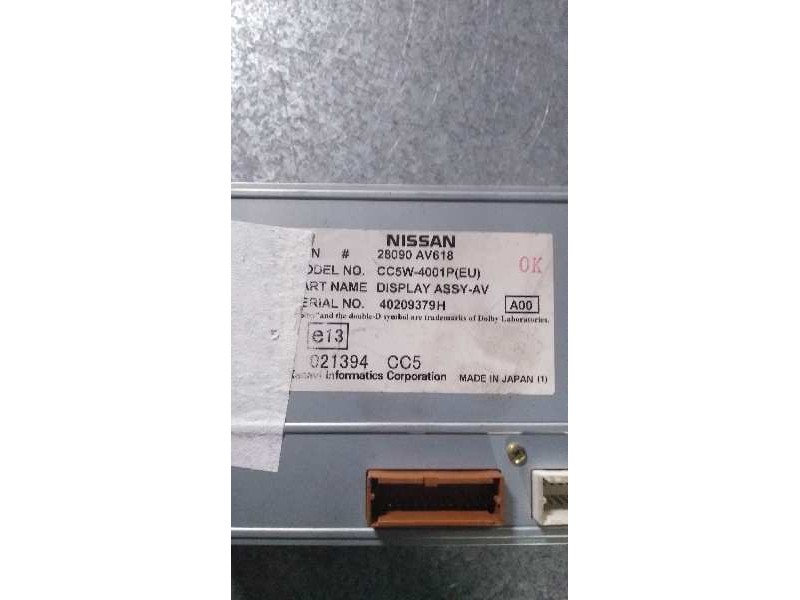 NISSAN
N # 28090 AV618
ODEL NO. CC5W-4001P(EU)
OK
ART NAME DISPLAY ASSY-AV
ERIAL NO. 40209379H A00
and the double-D symbol are trademarks of Dolby Laboratories.
e13
021394 CC5
Xanavi Informatics Corporation MADE IN JAPAN (1)